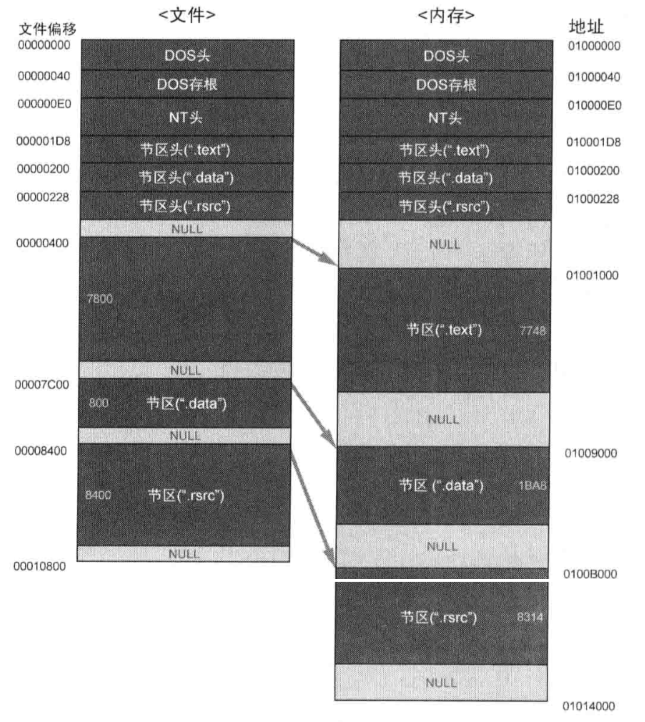 <文件>
<内存>
文件偏移
地址
00000000
DOS头
DOS头
01000000
00000040
DOS存根
DOS存根
01000040
000000E0
NT头
NT头
010000E0
000001D8
节区头(“.text”)
节区头(“.text”)
010001D8
00000200
节区头(“.data”)
节区头(“.data”)
01000200
00000228
节区头(“.rsrc”)
节区头(“.rsrc”)
01000228
NULL
NULL
00000400
01001000
7800
节区(“.text”)
7748
NULL
00007C00
800
节区(“.data”)
NULL
NULL
00008400
01009000
8400
节区(“.rsrc”)
节区 (“.data”)
1BA8
NULL
NULL
00010800
0100B000
节区(“.rsrc”)
8314
NULL
01014000